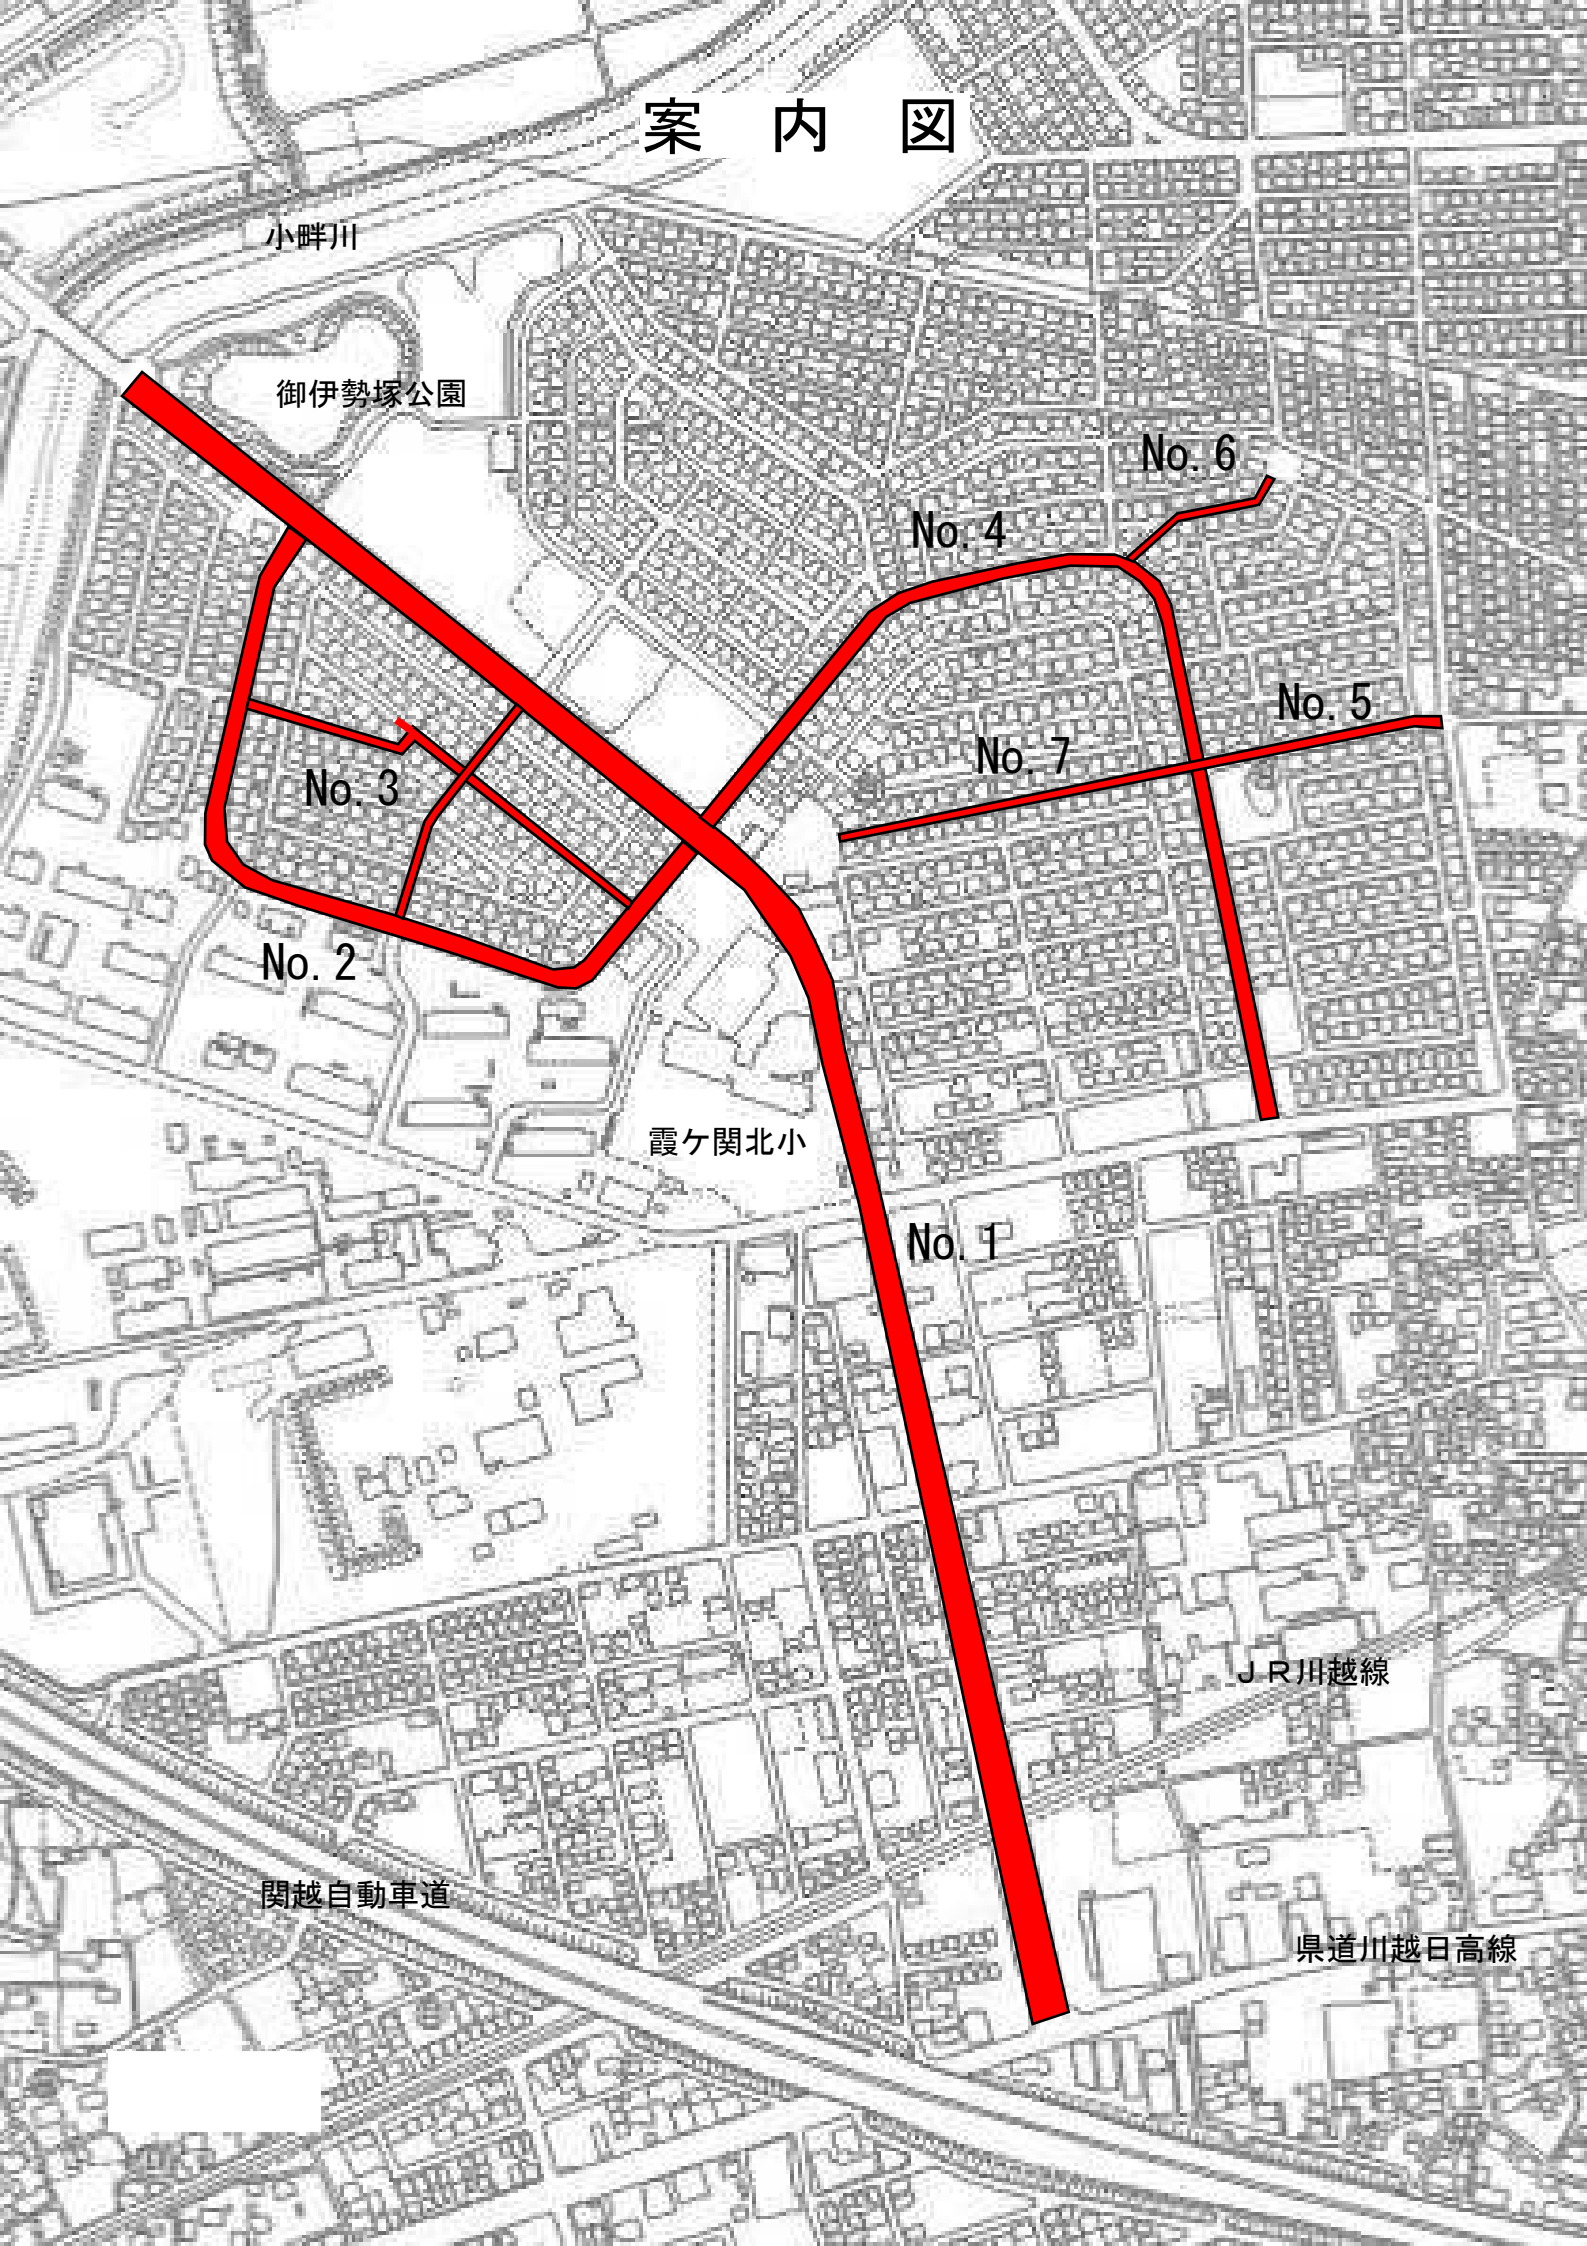 案　内　図
小畔川
御伊勢塚公園
No. 6
No. 4
No. 5
No. 7
No. 3
No. 2
霞ケ関北小
No. 1
ＪＲ川越線
関越自動車道
県道川越日高線